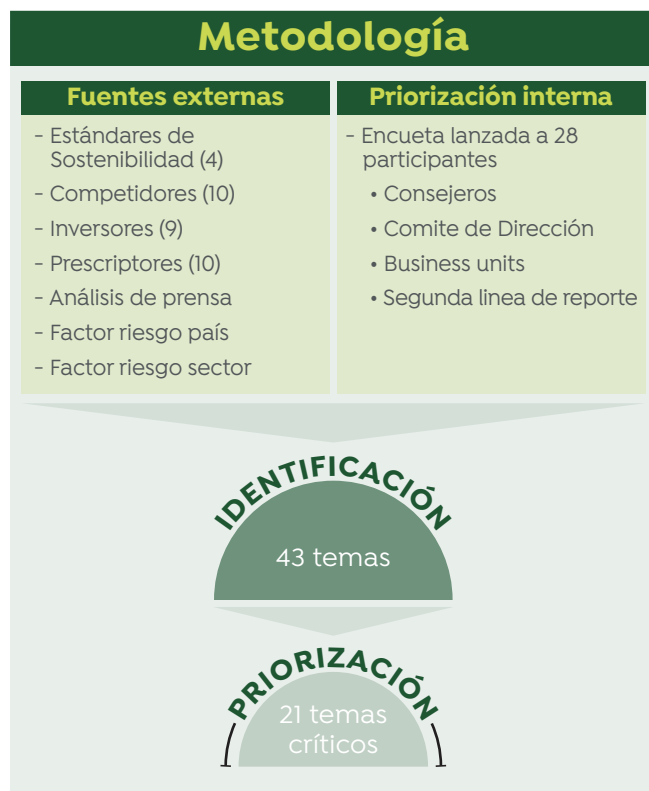 Metodología
Fuentes externas
- Estándares de
Sostenibilidad (4)
- Competidores (10)
- Inversores (9)
- Prescriptores (10)
- Análisis de prensa
- Factor riesgo país
- Factor riesgo sector
Priorización interna
- Encueta lanzada a 28
participantes
• Consejeros
• Comite de Dirección
• Business units
• Segunda linea de reporte
IDENTIFICACIÓN
43 temas
PRIORIZACIÓN
21 temas
críticos